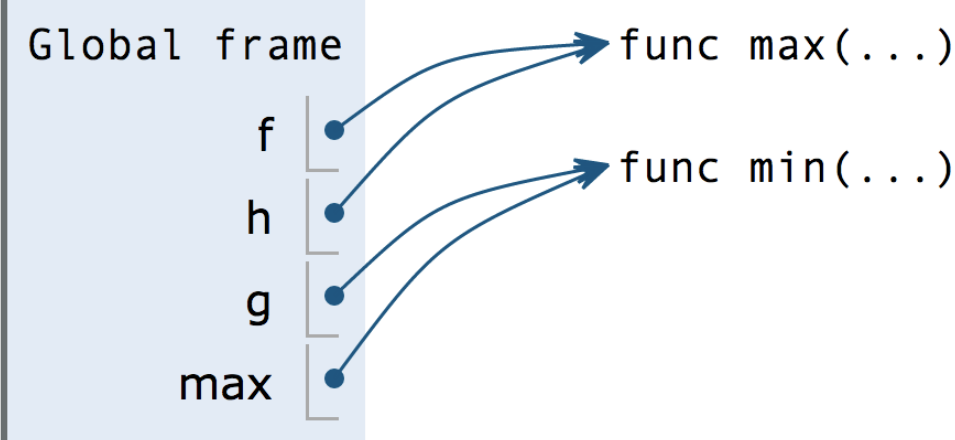 Global frame func max(...)
f
func min(...)
h
g
max